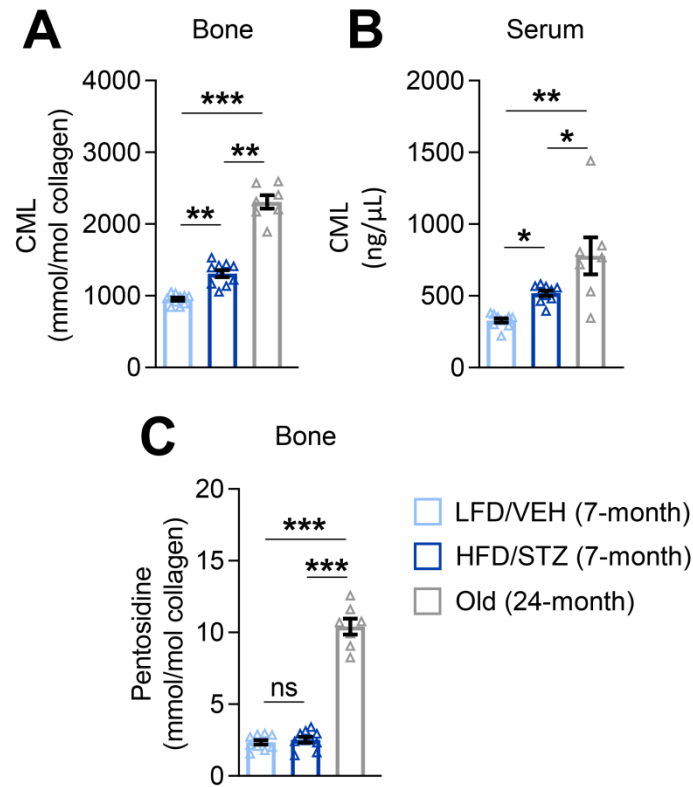 A
Bone
CML
(mmol/mol collagen)
4000
3000
2000
1000
0
***
**
**
B
Serum
CML
(ng/µL)
2000
1500
1000
500
0
**
*
*
C
Bone
Pentosidine
(mmol/mol collagen)
20
15
10
5
0
***
***
ns
LFD/VEH (7-month)
HFD/STZ (7-month)
Old (24-month)